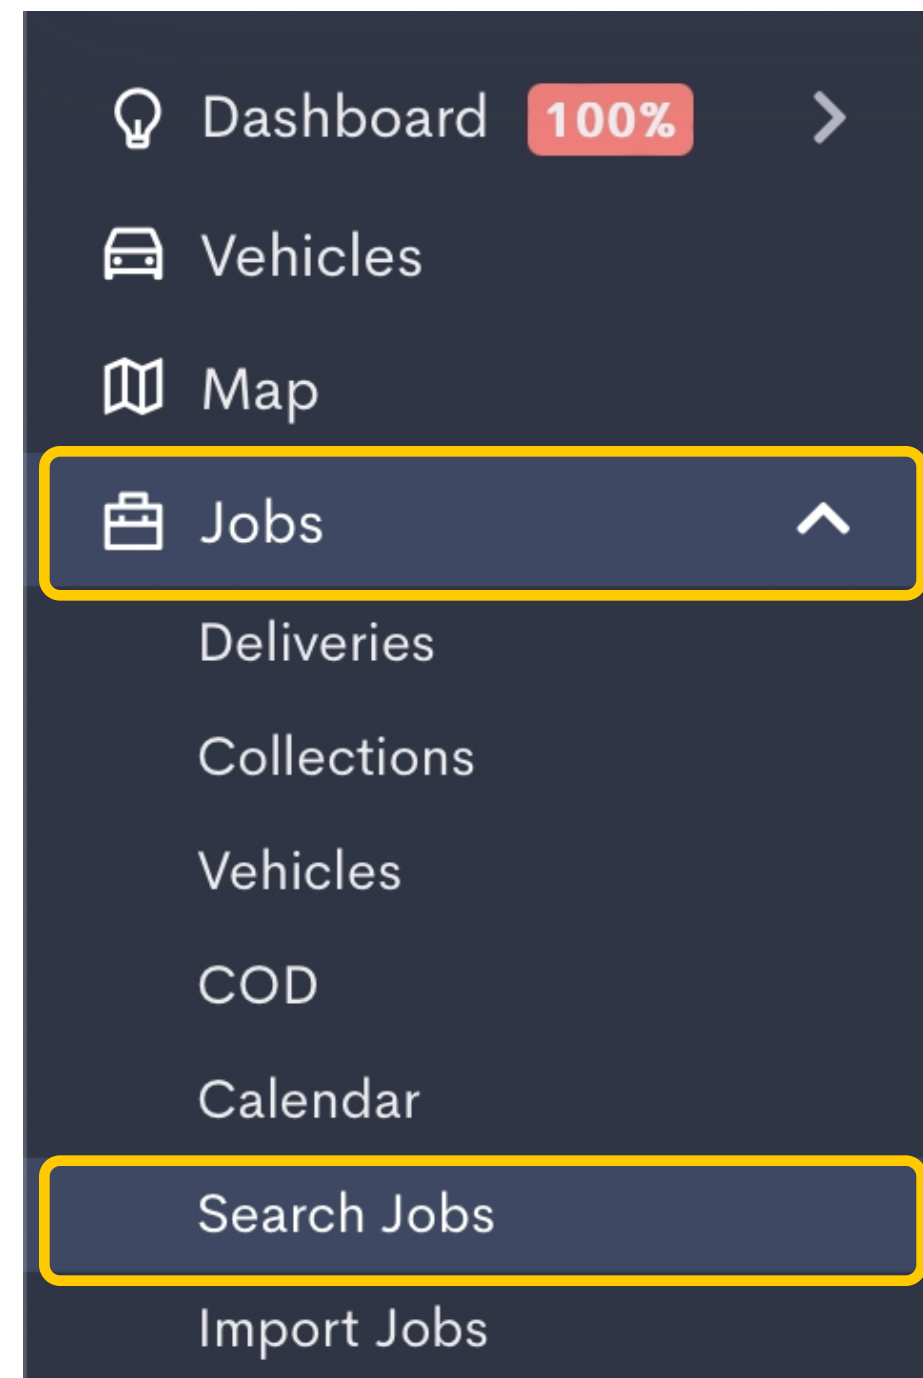 Dashboard 100%
Vehicles
Map
Jobs
Deliveries
Collections
Vehicles
COD
Calendar
Search Jobs
Import Jobs